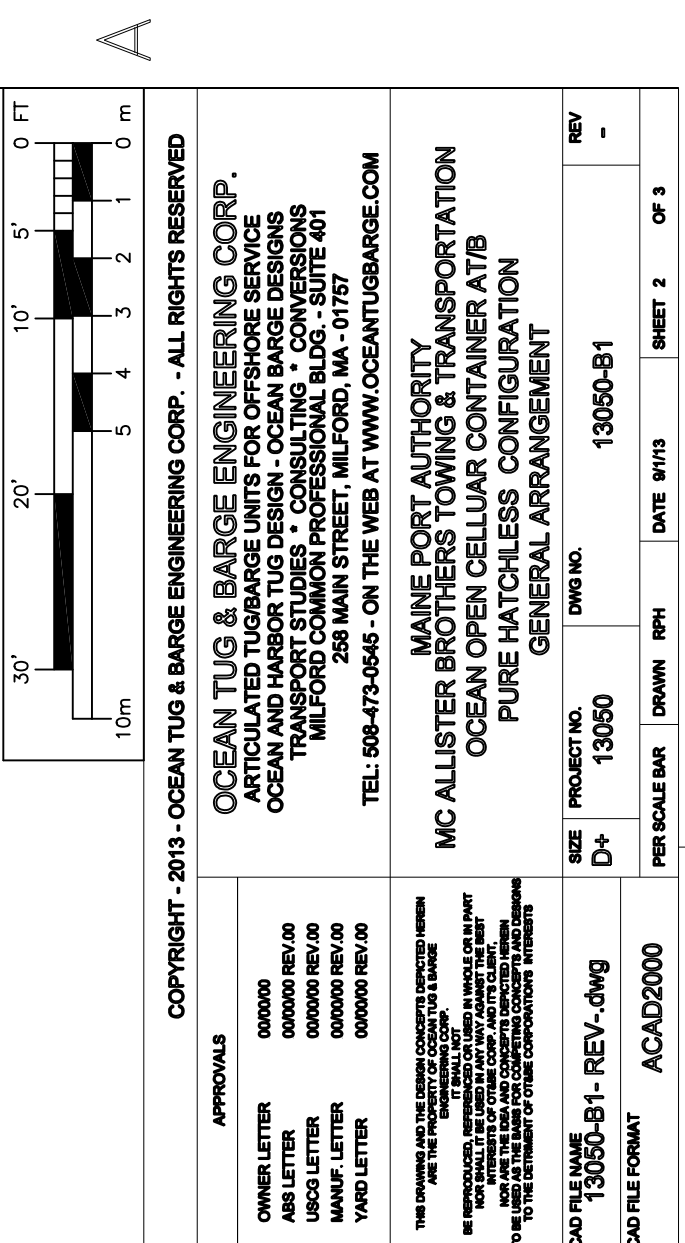 A
0 FT
5'
10'
20'
30'
0 m
1
2
3
4
5
10m
COPYRIGHT - 2013 - OCEAN TUG & BARGE ENGINEERING CORP. - ALL RIGHTS RESERVED
APPROVALS
OWNER LETTER 00/00/00
ABS LETTER 00/00/00 REV.00
USCG LETTER 00/00/00 REV.00
MANUF. LETTER 00/00/00 REV.00
YARD LETTER 00/00/00 REV.00
OCEAN TUG & BARGE ENGINEERING CORP.
ARTICULATED TUG/BARGE UNITS FOR OFFSHORE SERVICE
OCEAN AND HARBOR TUG DESIGN - OCEAN BARGE DESIGNS
TRANSPORT STUDIES * CONSULTING * CONVERSIONS
MILFORD COMMON PROFESSIONAL BLDG. - SUITE 401
258 MAIN STREET, MILFORD, MA - 01757
TEL: 508-473-0545 - ON THE WEB AT WWW.OCEANTUGBARGE.COM
THIS DRAWING AND THE DESIGN CONCEPTS DEPICTED HEREIN
ARE THE PROPERTY OF OCEAN TUG & BARGE
ENGINEERING CORP.
IT SHALL NOT
BE REPRODUCED, REFERENCED OR USED IN WHOLE OR IN PART
NOR SHALL IT BE USED IN ANY WAY AGAINST THE BEST
INTERESTS OF OT&BE CORP. AND IT'S CLIENT,
NOR ARE THE IDEA AND CONCEPTS DEPICTED HEREIN
TO BE USED AS THE BASIS FOR COMPETING CONCEPTS AND DESIGNS
TO THE DETRIMENT OF OT&BE CORPORATION'S INTERESTS
MAINE PORT AUTHORITY
MC ALLISTER BROTHERS TOWING & TRANSPORTATION
OCEAN OPEN CELLUAR CONTAINER AT/B
PURE HATCHLESS CONFIGURATION
GENERAL ARRANGEMENT
CAD FILE NAME
13050-B1- REV-.dwg
SIZE
D+
PROJECT NO.
13050
DWG NO.
13050-B1
REV
-
CAD FILE FORMAT
ACAD2000
PER SCALE BAR
DRAWN RPH
DATE 9/1/13
SHEET 2 OF 3